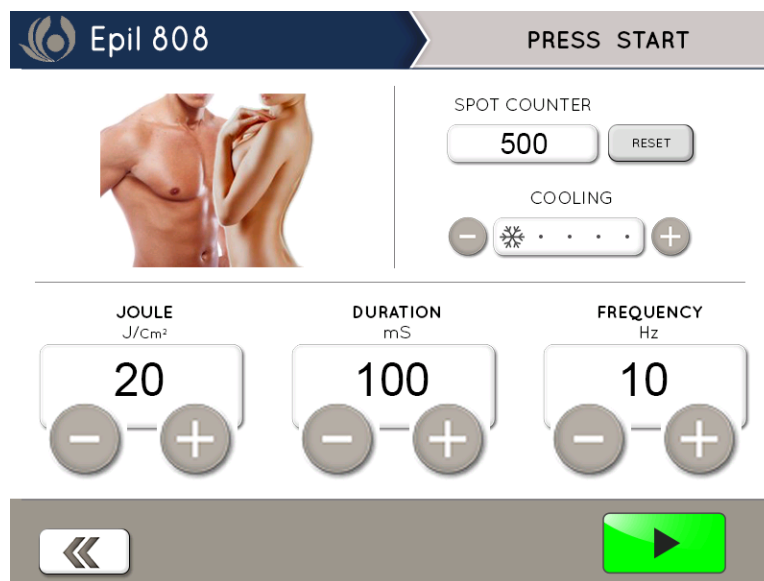 Epil 808
PRESS START
SPOT COUNTER
500
RESET
COOLING
JOULE
J/Cm²
20
DURATION
mS
100
FREQUENCY
Hz
10